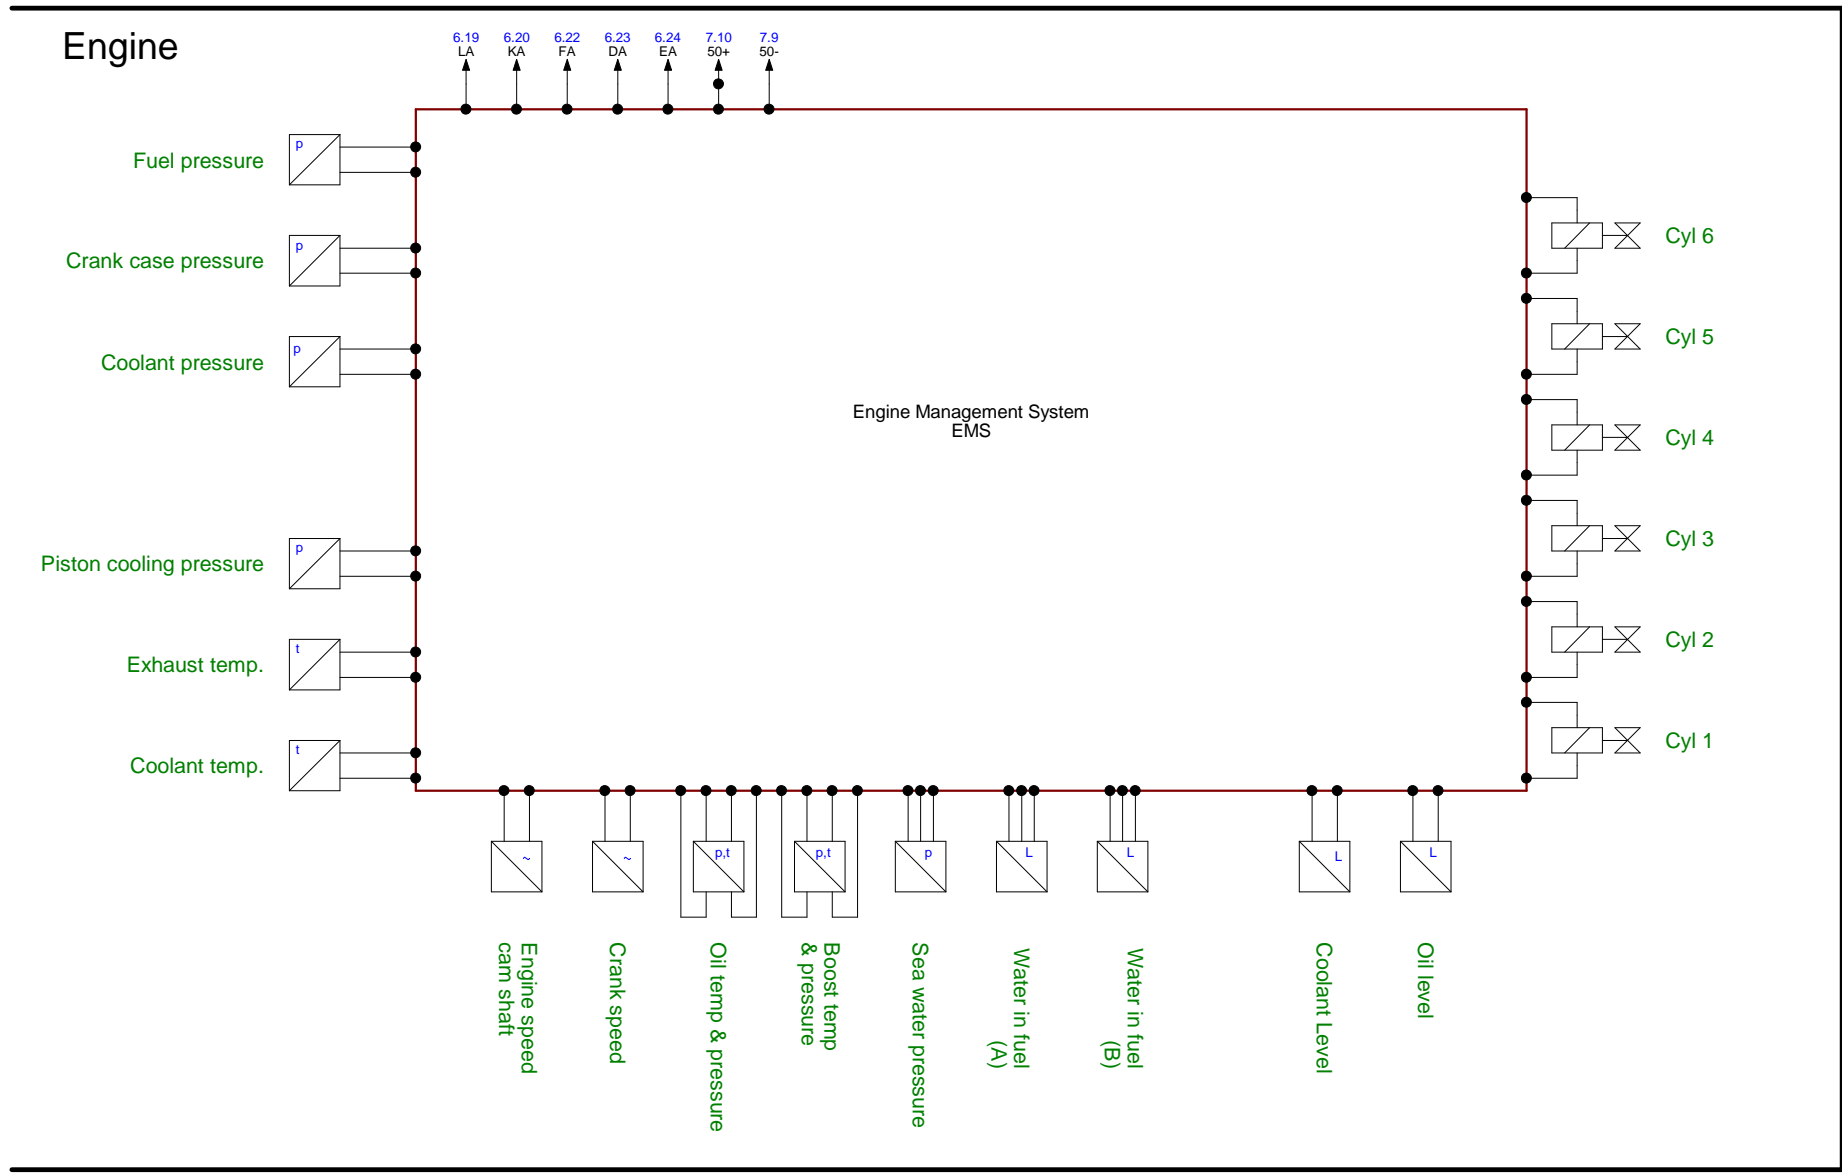 Engine
6.19 6.20 6.22 6.23 6.24 7.10 7.9
LA KA FA DA EA 50+ 50-
p
Fuel pressure
p
Crank case pressure
p
Coolant pressure
p
Piston cooling pressure
t
Exhaust temp.
t
Coolant temp.
Engine Management System
EMS
Cyl 6
Cyl 5
Cyl 4
Cyl 3
Cyl 2
Cyl 1
~ ~ p,t p,t p L L L L
Engine speed
cam shaft
Crank speed
Oil temp & pressure
Boost temp
& pressure
Sea water pressure
Water in fuel
(A)
Water in fuel
(B)
Coolant Level
Oil level